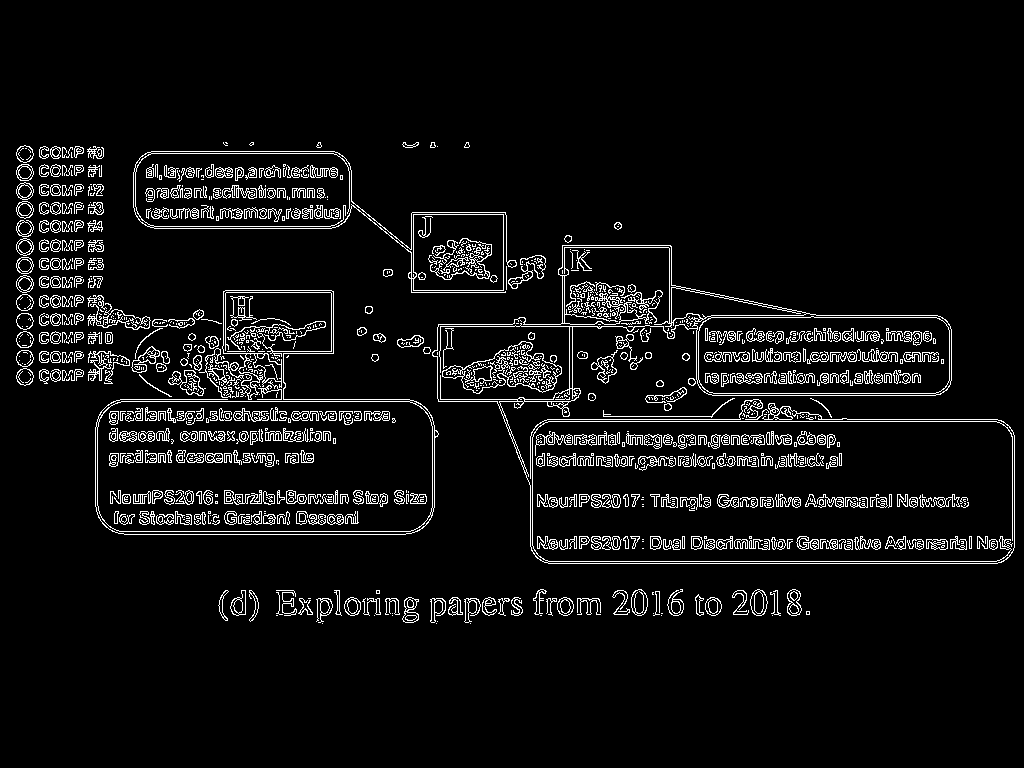 COMP #0
COMP #1
COMP #2
COMP #3
COMP #4
COMP #5
COMP #6
COMP #7
COMP #8
COMP
COMP #10
COMP #11
COMP #12
al,layer,deep,architecture,
gradient,activation,rnns,
recurrent,memory,residual
J
K
H
I
layer,deep,architecture,image,
convolutional,convolution,cnns,
representation,end,attention
gradient,sgd,stochastic,convergence,
descent, convex,optimization,
gradient descent,svrg, rate
NeurIPS2016: Barzilai-Borwein Step Size
for Stochastic Gradient Descent
adversarial,image,gan,generative,deep,
discriminator,generator,domain,attack,al
NeurIPS2017: Triangle Generative Adversarial Networks
NeurIPS2017: Dual Discriminator Generative Adversarial Nets
(d) Exploring papers from 2016 to 2018.